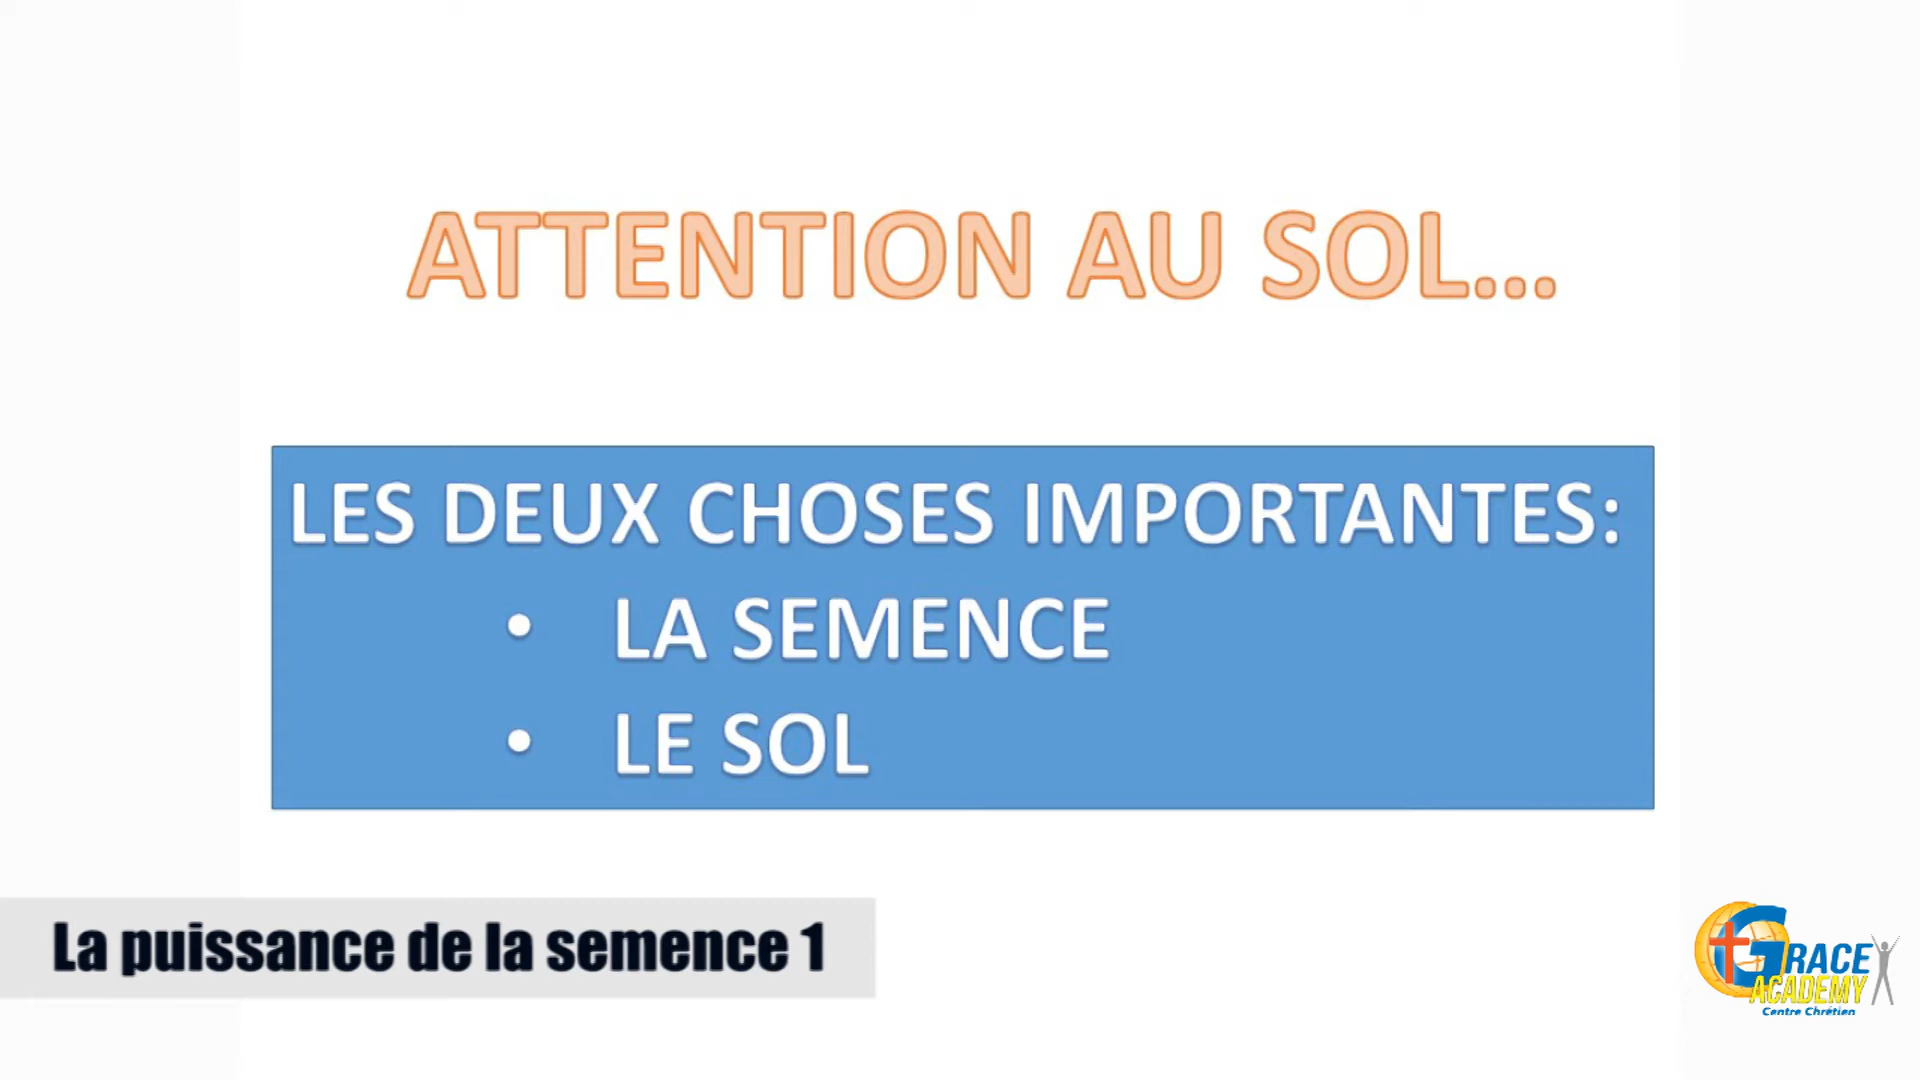 ATTENTION AU SOL...
LES DEUX CHOSES IMPORTANTES:
• LA SEMENCE
• LE SOL
La puissance de la semence 1
GRACE
ACADEMY
Centre Chrétien